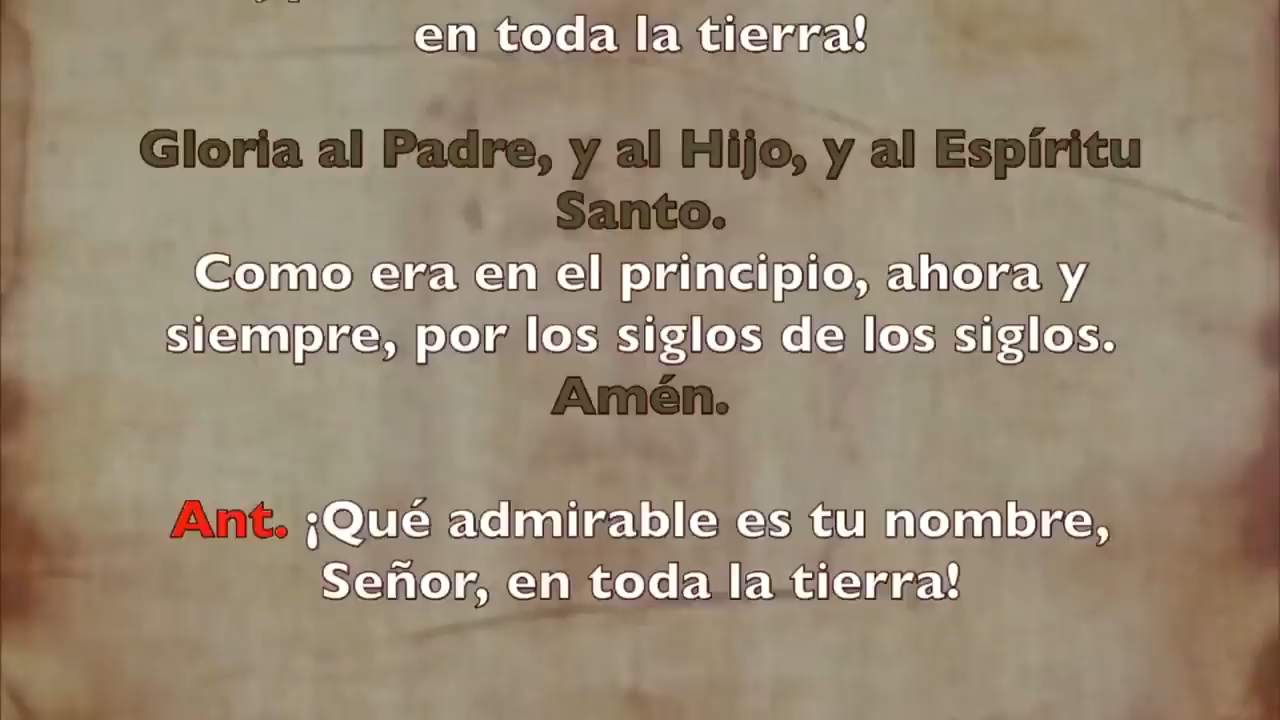 en toda la tierra!
Gloria al Padre, y al Hijo, y al Espíritu
Santo.
Como era en el principio, ahora y
siempre, por los siglos de los siglos.
Amén.
Ant. ¡Qué admirable es tu nombre,
Señor, en toda la tierra!